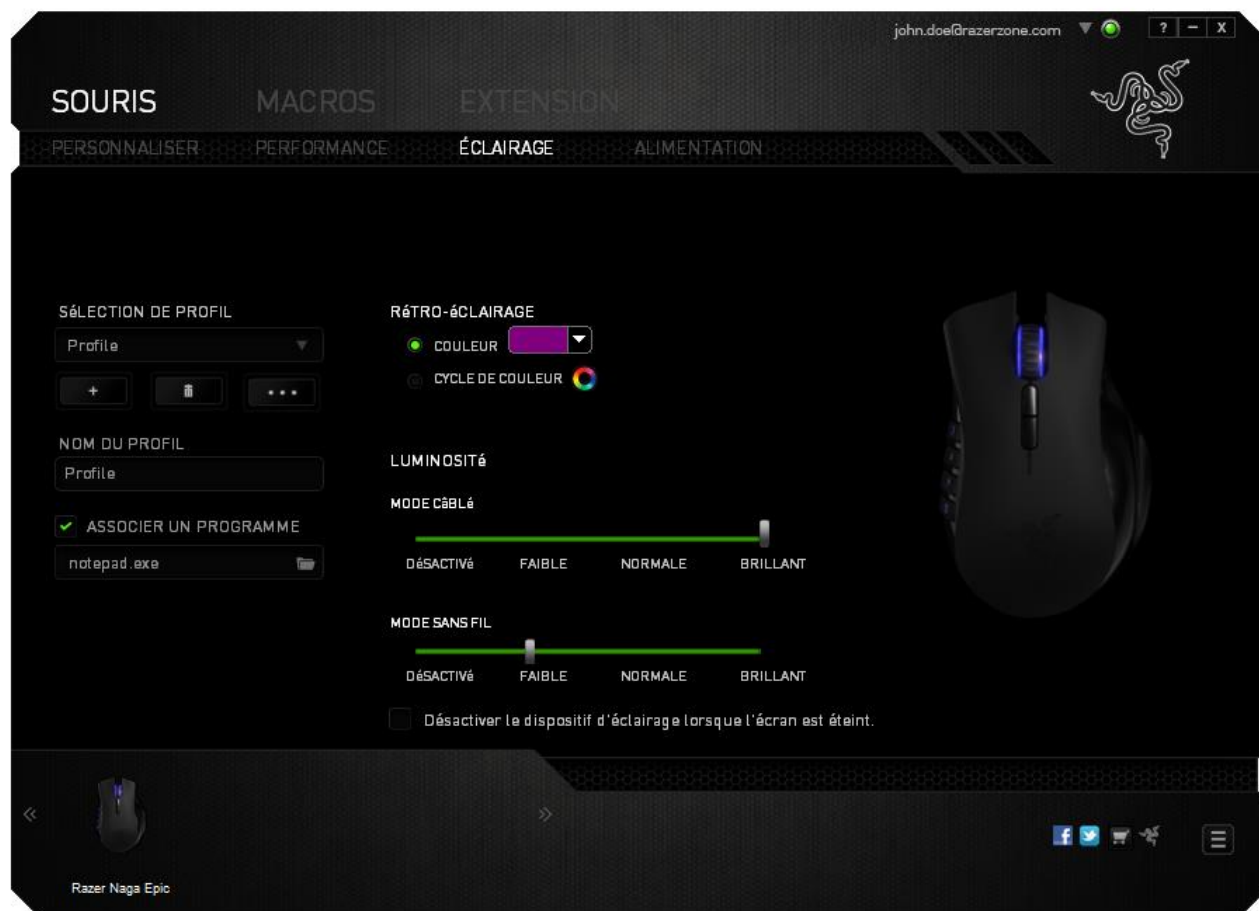 john.doe@razerzone.com
? – X
SOURIS MACROS EXTENSION
PERSONNALISER PERFORMANCE ÉCLAIRAGE ALIMENTATION
SéLECTION DE PROFIL
Profile
+ ...
NOM DU PROFIL
Profile
ASSOCIER UN PROGRAMME
notepad.exe
RéTRO-éCLAIRAGE
COULEUR
CYCLE DE COULEUR
LUMINOSITé
MODE CâBLé
DéSACTIVé FAIBLE NORMALE BRILLANT
MODE SANS FIL
DéSACTIVé FAIBLE NORMALE BRILLANT
Désactiver le dispositif d'éclairage lorsque l'écran est éteint.
Razer Naga Epic